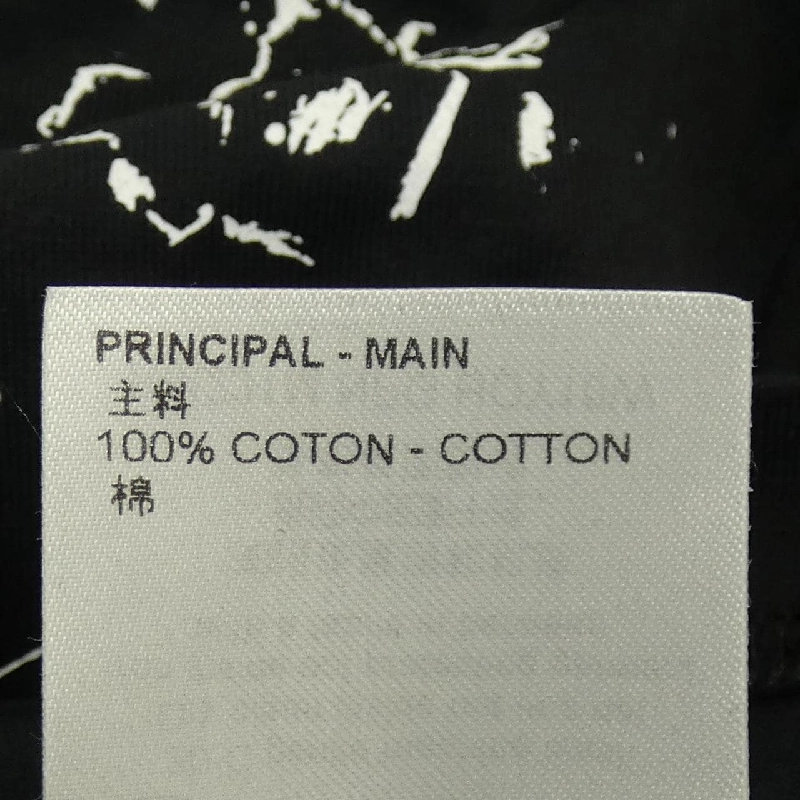 PRINCIPAL - MAIN
主料
100% COTON - COTTON
棉